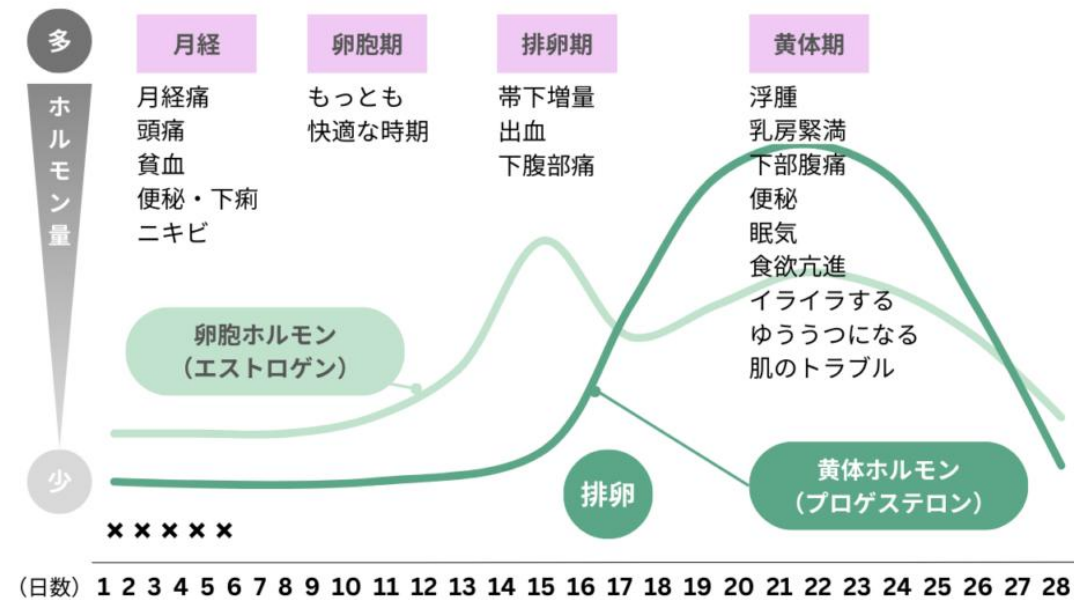 多
ホルモン量
少
月経
月経痛
頭痛
貧血
便秘・下痢
ニキビ
卵胞期
もっとも
快適な時期
排卵期
帯下増量
出血
下腹部痛
黄体期
浮腫
乳房緊満
下部腹痛
便秘
眠気
食欲亢進
イライラする
ゆううつになる
肌のトラブル
卵胞ホルモン
（エストロゲン）
黄体ホルモン
（プロゲステロン）
排卵
×××××
（日数） 1 2 3 4 5 6 7 8 9 10 11 12 13 14 15 16 17 18 19 20 21 22 23 24 25 26 27 28